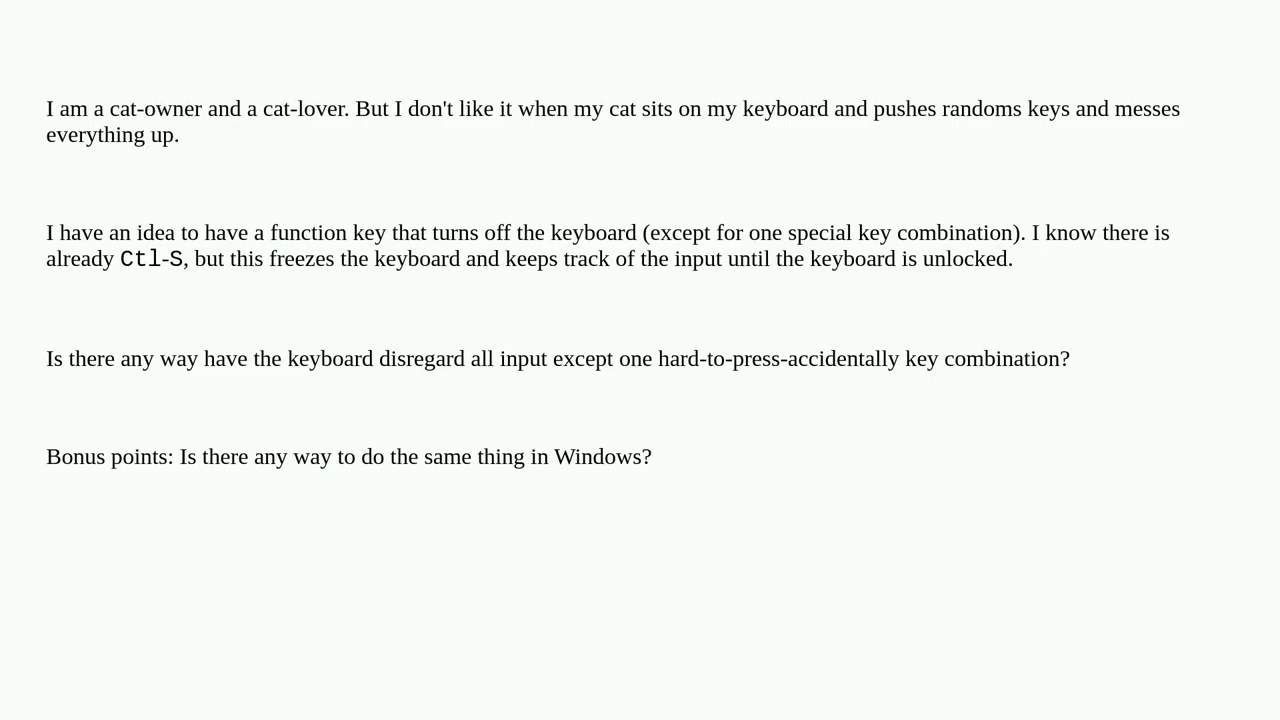 I am a cat-owner and a cat-lover. But I don't like it when my cat sits on my keyboard and pushes randoms keys and messes
everything up.
I have an idea to have a function key that turns off the keyboard (except for one special key combination). I know there is
already Ctl-S, but this freezes the keyboard and keeps track of the input until the keyboard is unlocked.
Is there any way have the keyboard disregard all input except one hard-to-press-accidentally key combination?
Bonus points: Is there any way to do the same thing in Windows?